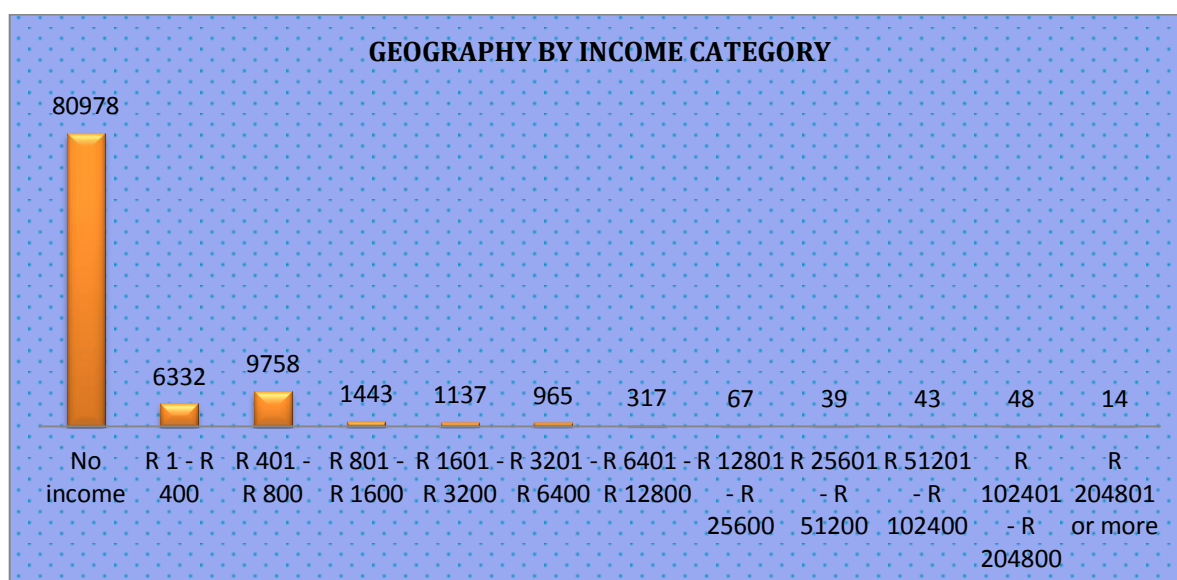 GEOGRAPHY BY INCOME CATEGORY
80978
6332
9758
1443
1137
965
317
67
39
43
48
14
No
income
R 1 - R
400
R 401 -
R 800
R 801 -
R 1600
R 1601 -
R 3200
R 3201 -
R 6400
R 6401 -
R 12800
R 12801
- R
25600
R 25601
- R
51200
R 51201
- R
102400
R
102401
- R
204800
R
204801
or more